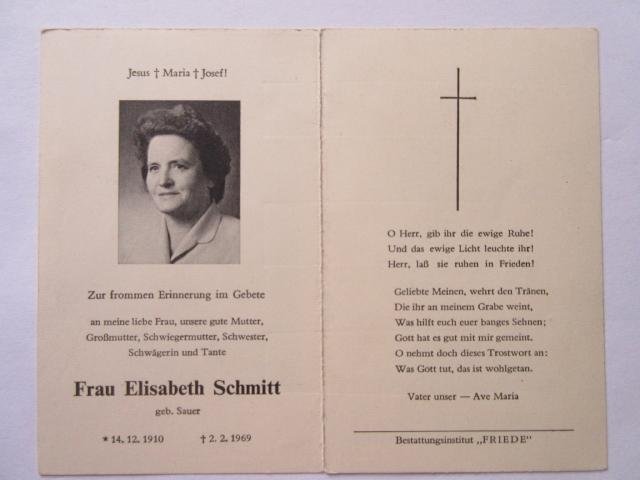 Jesus † Maria † Josef!
Zur frommen Erinnerung im Gebete
an meine liebe Frau, unsere gute Mutter,
Großmutter, Schwiegermutter, Schwester,
Schwägerin und Tante
Frau Elisabeth Schmitt
geb. Sauer
* 14. 12. 1910 † 2. 2. 1969
O Herr, gib ihr die ewige Ruhe!
Und das ewige Licht leuchte ihr!
Herr, laß sie ruhen in Frieden!
Geliebte Meinen, wehrt den Tränen,
Die ihr an meinem Grabe weint,
Was hilft euch euer banges Sehnen;
Gott hat es gut mit mir gemeint.
O nehmt doch dieses Trostwort an:
Was Gott tut, das ist wohlgetan.
Vater unser — Ave Maria
Bestattungsinstitut „FRIEDE"